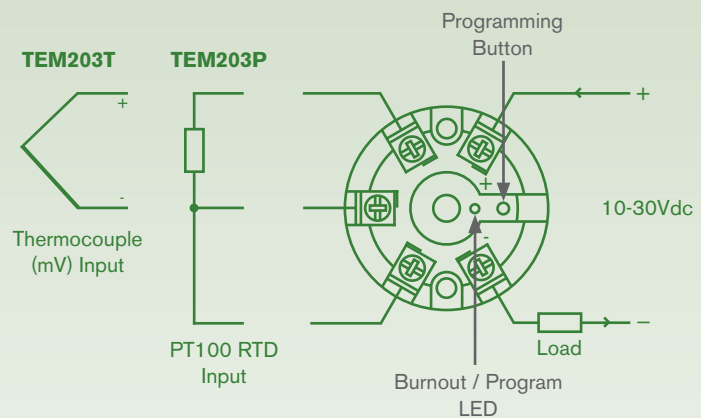 Programming
Button
TEM203T
TEM203P
+
+
+
-
-
10-30Vdc
Thermocouple
(mV) Input
−
Load
PT100 RTD
Input
Burnout / Program
LED